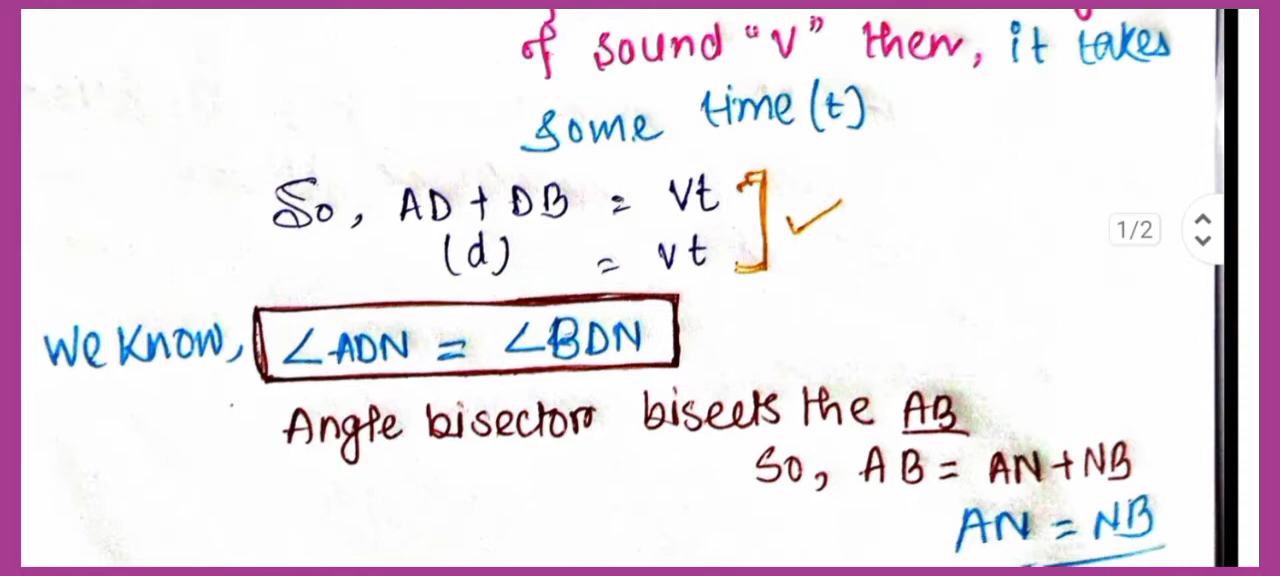 of sound "v" then, it takes
some time (t)
So, AD + DB = vt
(d) = vt
1/2
We Know, ∠ADN = ∠BDN
Angle bisector bisects the AB
So, AB = AN + NB
AN = NB